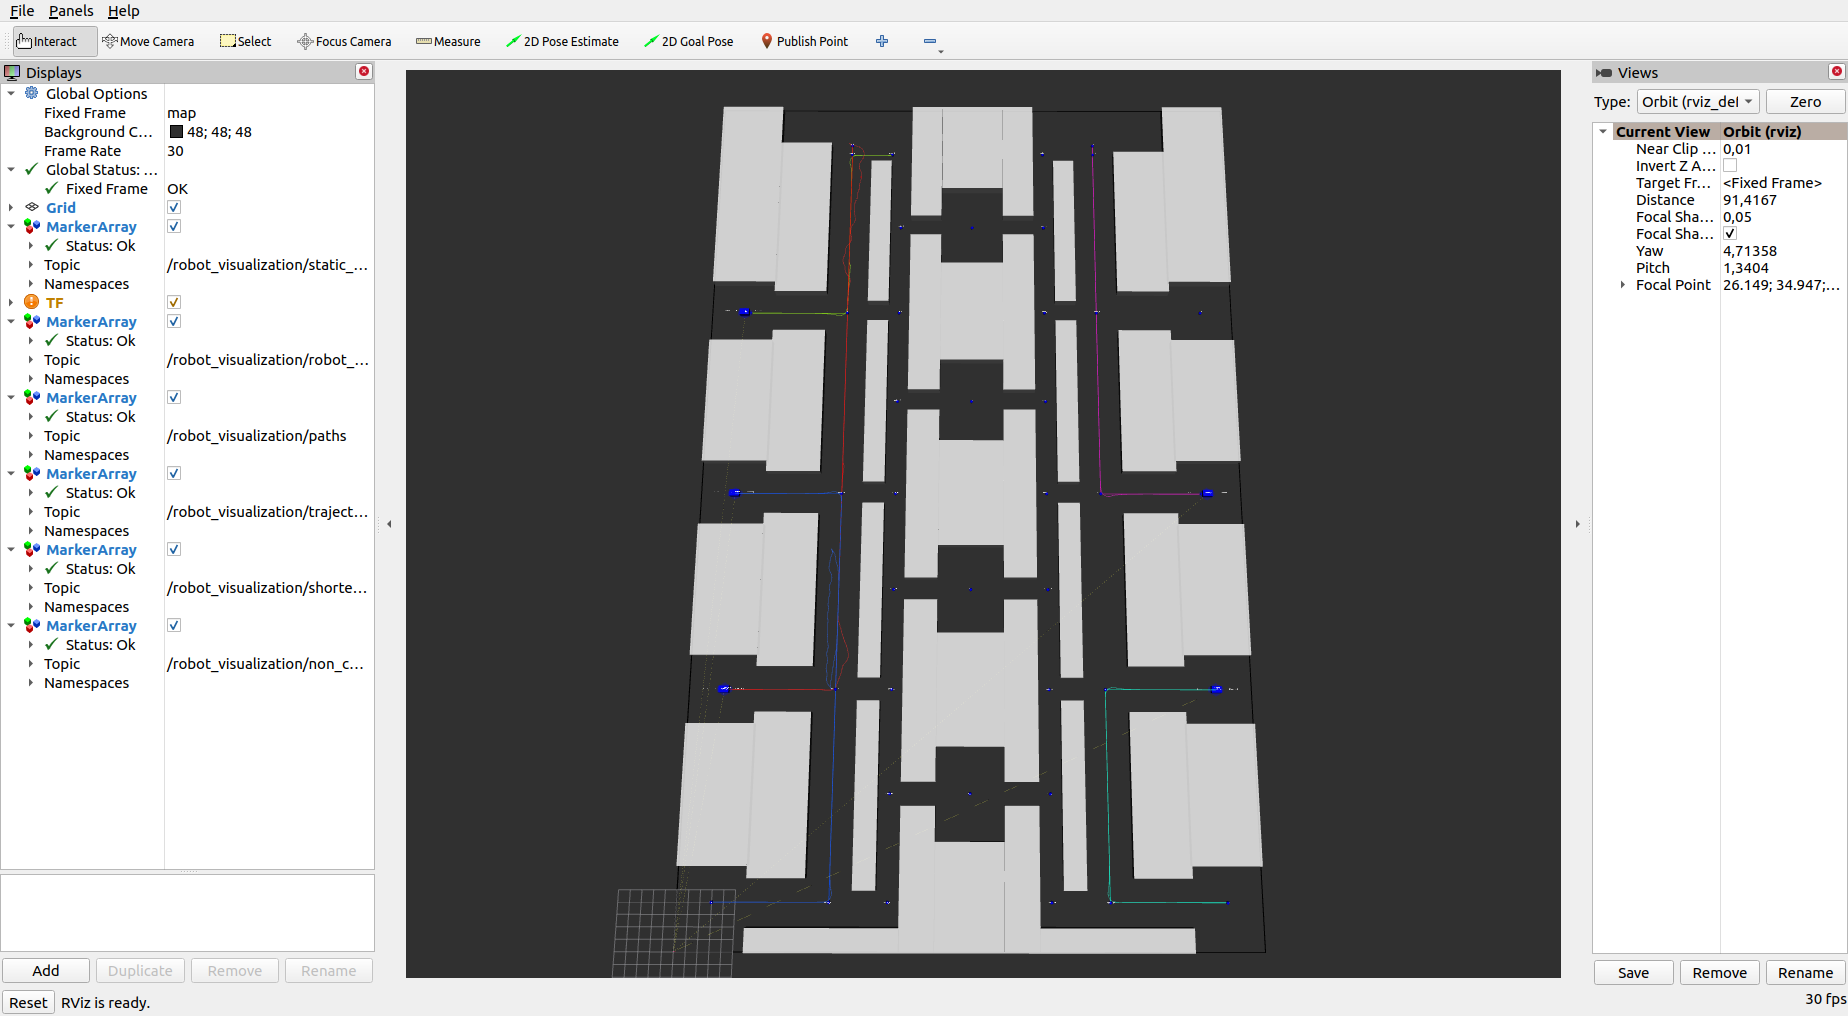 File Panels Help
Interact Move Camera Select Focus Camera Measure 2D Pose Estimate 2D Goal Pose Publish Point
Displays
Global Options
Fixed Frame map
Background C... 48; 48; 48
Frame Rate 30
Global Status: ...
Fixed Frame OK
Grid
MarkerArray
Status: Ok
Topic /robot_visualization/static_...
Namespaces
TF
MarkerArray
Status: Ok
Topic /robot_visualization/robot_...
Namespaces
MarkerArray
Status: Ok
Topic /robot_visualization/paths
Namespaces
MarkerArray
Status: Ok
Topic /robot_visualization/traject...
Namespaces
MarkerArray
Status: Ok
Topic /robot_visualization/shorte...
Namespaces
MarkerArray
Status: Ok
Topic /robot_visualization/non_c...
Namespaces
Add Duplicate Remove Rename
Reset RViz is ready.
Views
Type: Orbit (rviz_def Zero
Current View Orbit (rviz)
Near Clip ... 0,01
Invert Z A...
Target Fr... <Fixed Frame>
Distance 91,4167
Focal Sha... 0,05
Focal Sha...
Yaw 4,71358
Pitch 1,3404
Focal Point 26.149; 34.947;...
Save Remove Rename
30 fps